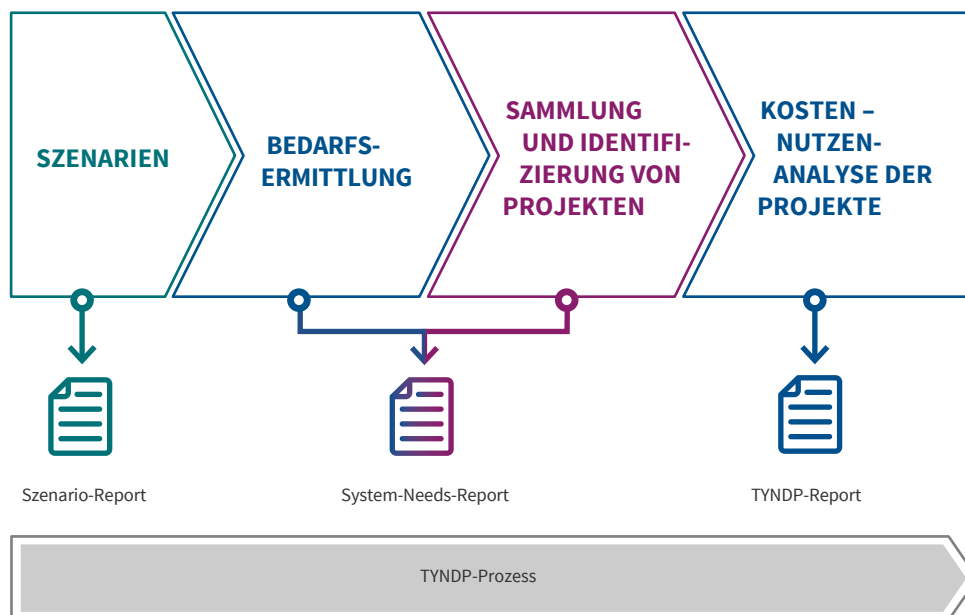 SZENARIEN
BEDARFS-
ERMITTLUNG
SAMMLUNG
UND IDENTIFI-
ZIERUNG VON
PROJEKTEN
KOSTEN –
NUTZEN-
ANALYSE DER
PROJEKTE
Szenario-Report
System-Needs-Report
TYNDP-Report
TYNDP-Prozess